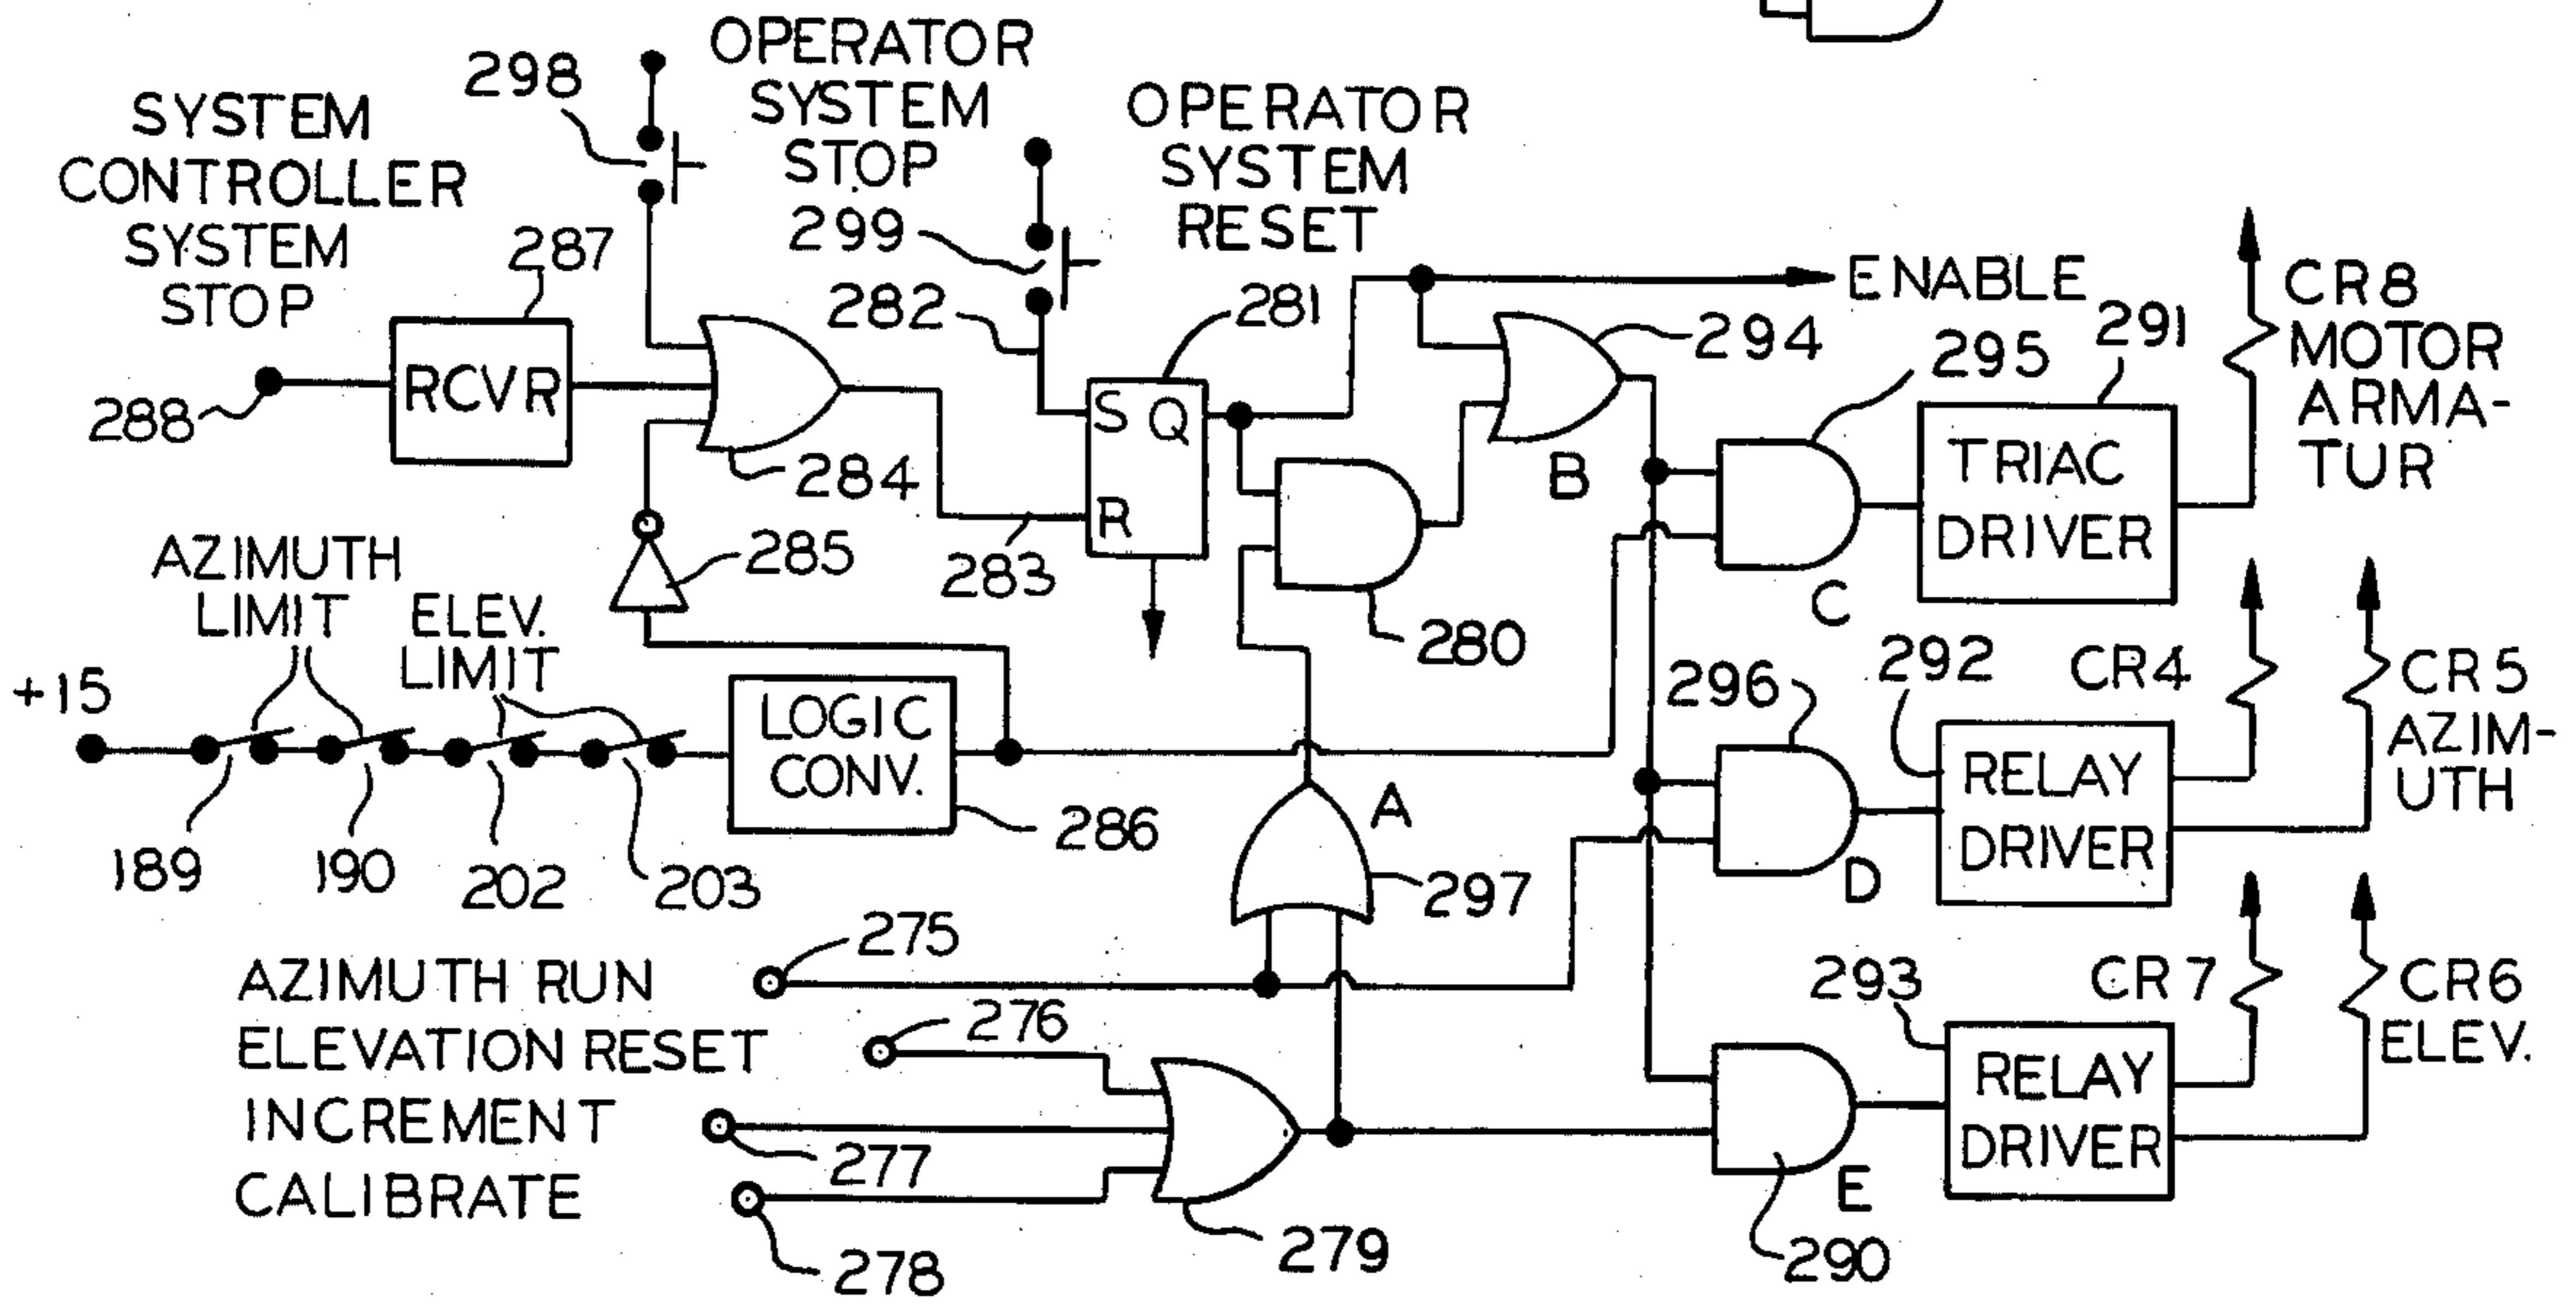 298
OPERATOR
SYSTEM
STOP
SYSTEM
CONTROLLER
SYSTEM
STOP
OPERATOR
SYSTEM
RESET
299
287
282
281
ENABLE
294
295
291
CR8
MOTOR
ARMA-
TUR
288
RCVR
284
S Q
R
B
TRIAC
DRIVER
C
283
285
280
AZIMUTH
LIMIT
ELEV.
LIMIT
+15
LOGIC
CONV.
286
189
190
202
203
A
297
296
292
CR4
CR5
AZIM-
UTH
RELAY
DRIVER
D
275
AZIMUTH RUN
276
ELEVATION RESET
INCREMENT
277
CALIBRATE
278
279
293
CR7
CR6
ELEV.
RELAY
DRIVER
E
290